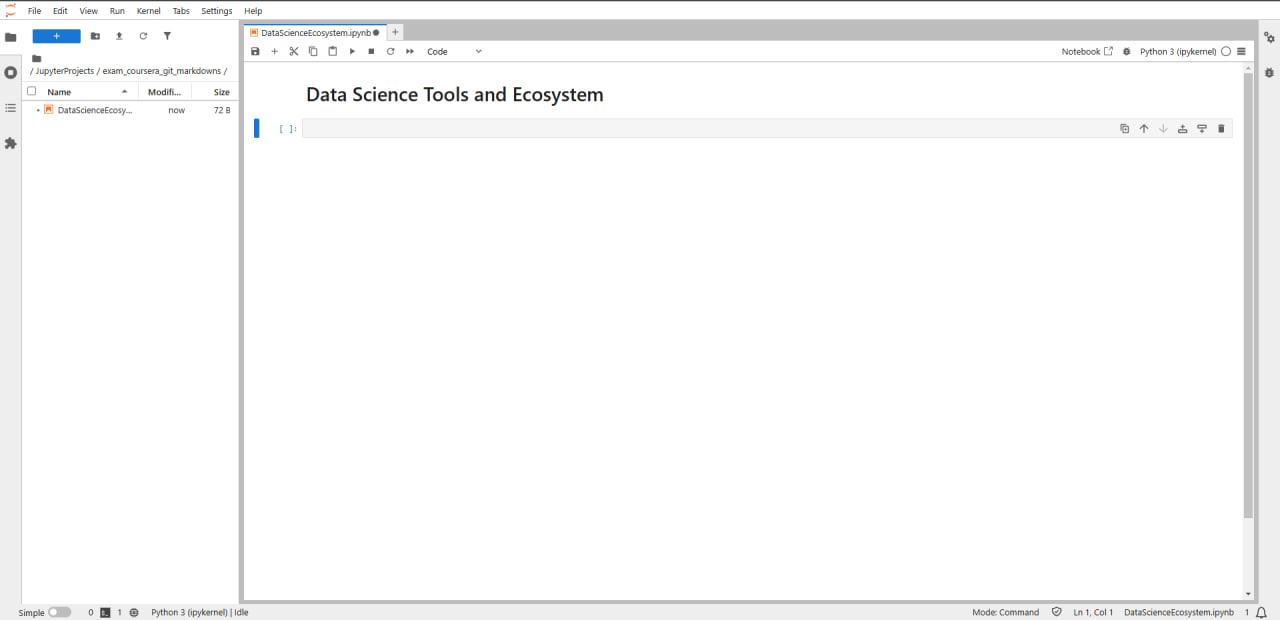 File Edit View Run Kernel Tabs Settings Help
+
/ JupyterProjects / exam_coursera_git_markdowns /
Name Modifi... Size
DataScienceEcosy... now 72 B
DataScienceEcosystem.ipynb
+ Code Notebook Python 3 (ipykernel)
Data Science Tools and Ecosystem
[ ]:
Simple 0 1 Python 3 (ipykernel) | Idle Mode: Command Ln 1, Col 1 DataScienceEcosystem.ipynb 1